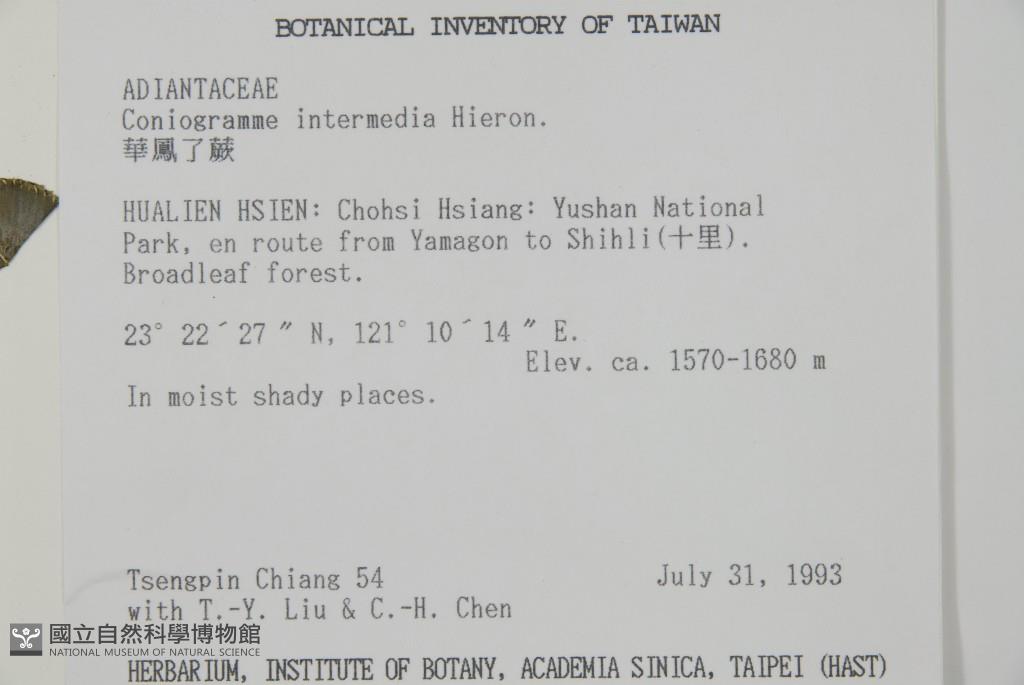 BOTANICAL INVENTORY OF TAIWAN
ADIANTACEAE
Coniogramme intermedia Hieron.
華鳳了蕨
HUALIEN HSIEN: Chohsi Hsiang: Yushan National
Park, en route from Yamagon to Shihli(十里).
Broadleaf forest.
23° 22´27 ″ N, 121° 10´14 ″ E.
Elev. ca. 1570-1680 m
In moist shady places.
Tsengpin Chiang 54 July 31, 1993
with T.-Y. Liu & C.-H. Chen
國立自然科學博物館
NATIONAL MUSEUM OF NATURAL SCIENCE
HERBARIUM, INSTITUTE OF BOTANY, ACADEMIA SINICA, TAIPEI (HAST)